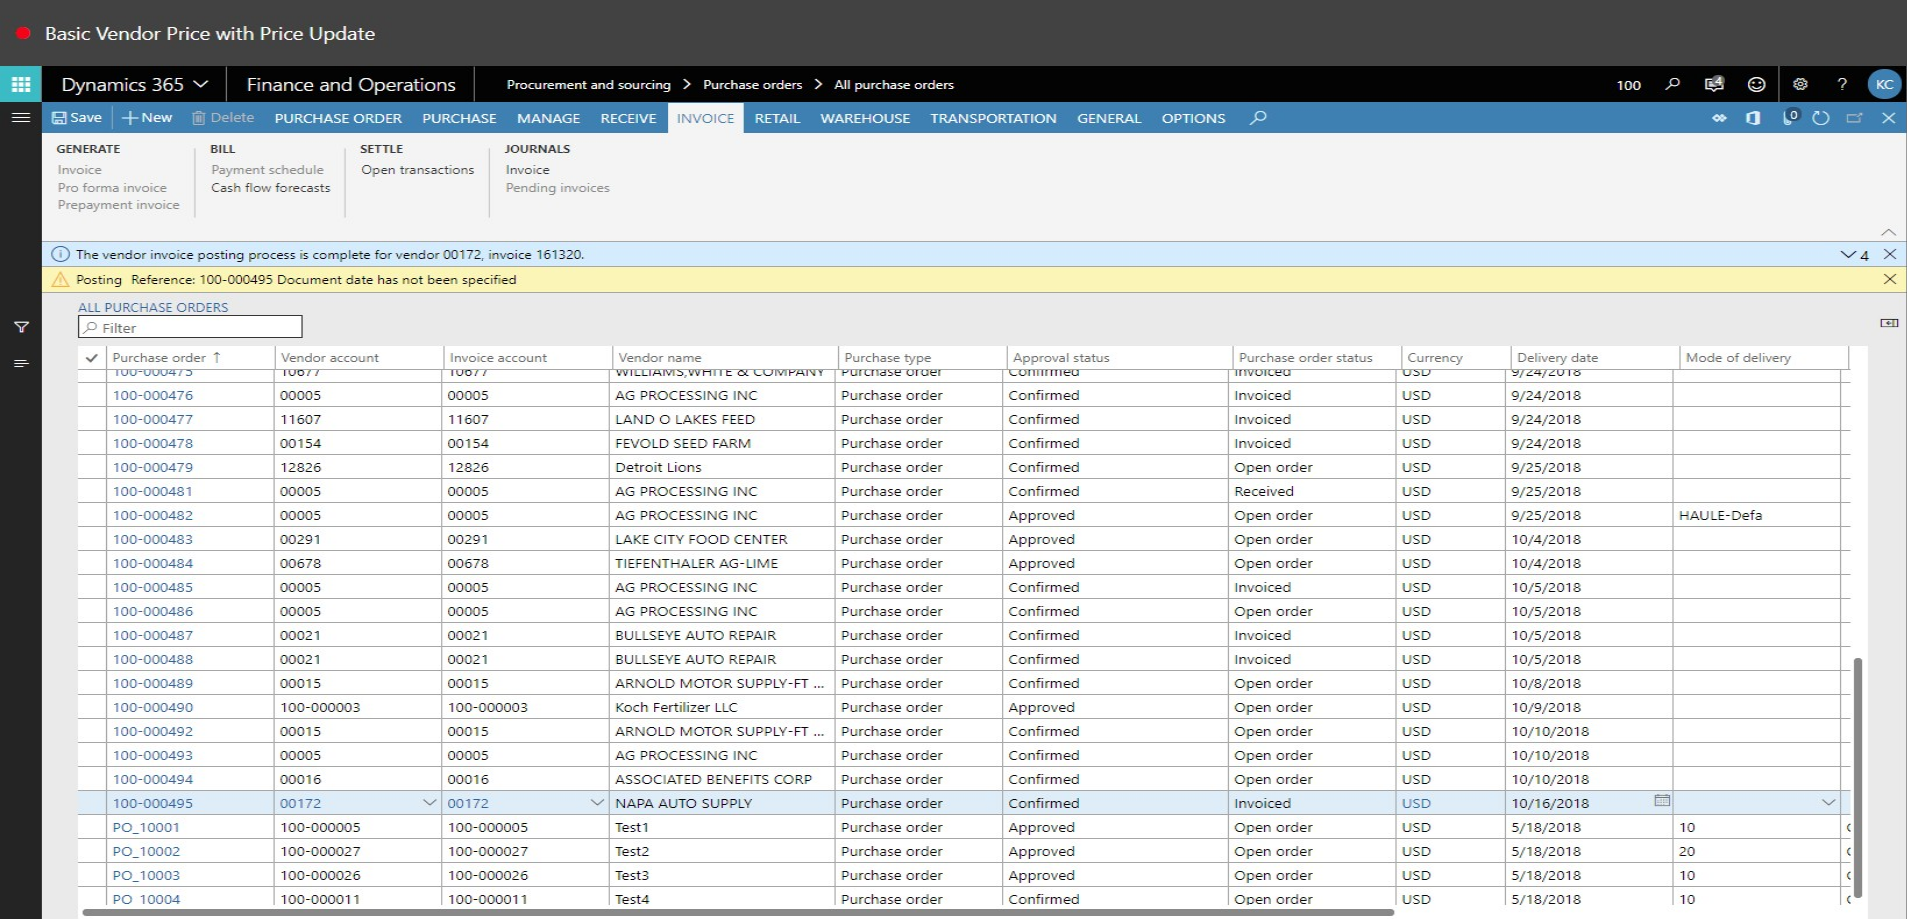 Basic Vendor Price with Price Update
Dynamics 365 Finance and Operations Procurement and sourcing > Purchase orders > All purchase orders 100 4 ? KC
Save + New Delete PURCHASE ORDER PURCHASE MANAGE RECEIVE INVOICE RETAIL WAREHOUSE TRANSPORTATION GENERAL OPTIONS 0
GENERATE BILL SETTLE JOURNALS
Invoice Payment schedule Open transactions Invoice
Pro forma invoice Cash flow forecasts Pending invoices
Prepayment invoice
The vendor invoice posting process is complete for vendor 00172, invoice 161320. 4
Posting Reference: 100-000495 Document date has not been specified
ALL PURCHASE ORDERS
Filter
Purchase order ↑ Vendor account Invoice account Vendor name Purchase type Approval status Purchase order status Currency Delivery date Mode of delivery
100-000475 10677 10677 WILLIAMS,WHITE & COMPANY Purchase order Confirmed Invoiced USD 9/24/2018
100-000476 00005 00005 AG PROCESSING INC Purchase order Confirmed Invoiced USD 9/24/2018
100-000477 11607 11607 LAND O LAKES FEED Purchase order Confirmed Invoiced USD 9/24/2018
100-000478 00154 00154 FEVOLD SEED FARM Purchase order Confirmed Invoiced USD 9/24/2018
100-000479 12826 12826 Detroit Lions Purchase order Confirmed Open order USD 9/25/2018
100-000481 00005 00005 AG PROCESSING INC Purchase order Confirmed Received USD 9/25/2018
100-000482 00005 00005 AG PROCESSING INC Purchase order Approved Open order USD 9/25/2018 HAULE-Defa
100-000483 00291 00291 LAKE CITY FOOD CENTER Purchase order Approved Open order USD 10/4/2018
100-000484 00678 00678 TIEFENTHALER AG-LIME Purchase order Approved Open order USD 10/4/2018
100-000485 00005 00005 AG PROCESSING INC Purchase order Confirmed Invoiced USD 10/5/2018
100-000486 00005 00005 AG PROCESSING INC Purchase order Confirmed Open order USD 10/5/2018
100-000487 00021 00021 BULLSEYE AUTO REPAIR Purchase order Confirmed Invoiced USD 10/5/2018
100-000488 00021 00021 BULLSEYE AUTO REPAIR Purchase order Confirmed Invoiced USD 10/5/2018
100-000489 00015 00015 ARNOLD MOTOR SUPPLY-FT ... Purchase order Confirmed Open order USD 10/8/2018
100-000490 100-000003 100-000003 Koch Fertilizer LLC Purchase order Approved Open order USD 10/9/2018
100-000492 00015 00015 ARNOLD MOTOR SUPPLY-FT ... Purchase order Confirmed Open order USD 10/10/2018
100-000493 00005 00005 AG PROCESSING INC Purchase order Confirmed Open order USD 10/10/2018
100-000494 00016 00016 ASSOCIATED BENEFITS CORP Purchase order Confirmed Open order USD 10/10/2018
100-000495 00172 00172 NAPA AUTO SUPPLY Purchase order Confirmed Invoiced USD 10/16/2018
PO_10001 100-000005 100-000005 Test1 Purchase order Approved Open order USD 5/18/2018 10
PO_10002 100-000027 100-000027 Test2 Purchase order Approved Open order USD 5/18/2018 20
PO_10003 100-000026 100-000026 Test3 Purchase order Approved Open order USD 5/18/2018 10
PO_10004 100-000011 100-000011 Test4 Purchase order Confirmed Open order USD 5/18/2018 10